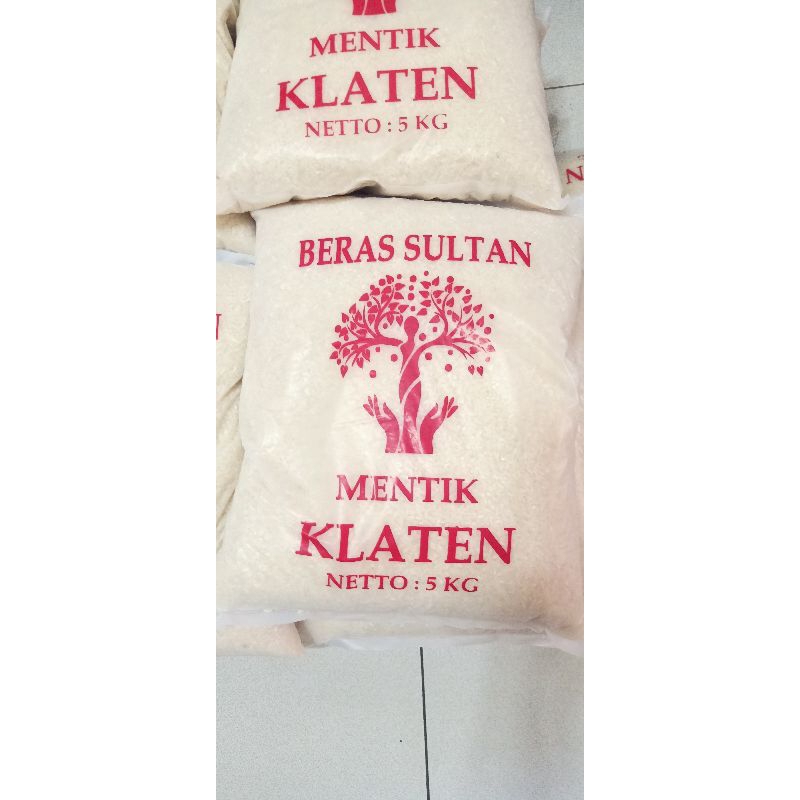 MENTIK
KLATEN
NETTO : 5 KG
BERAS SULTAN
MENTIK
KLATEN
NETTO : 5 KG